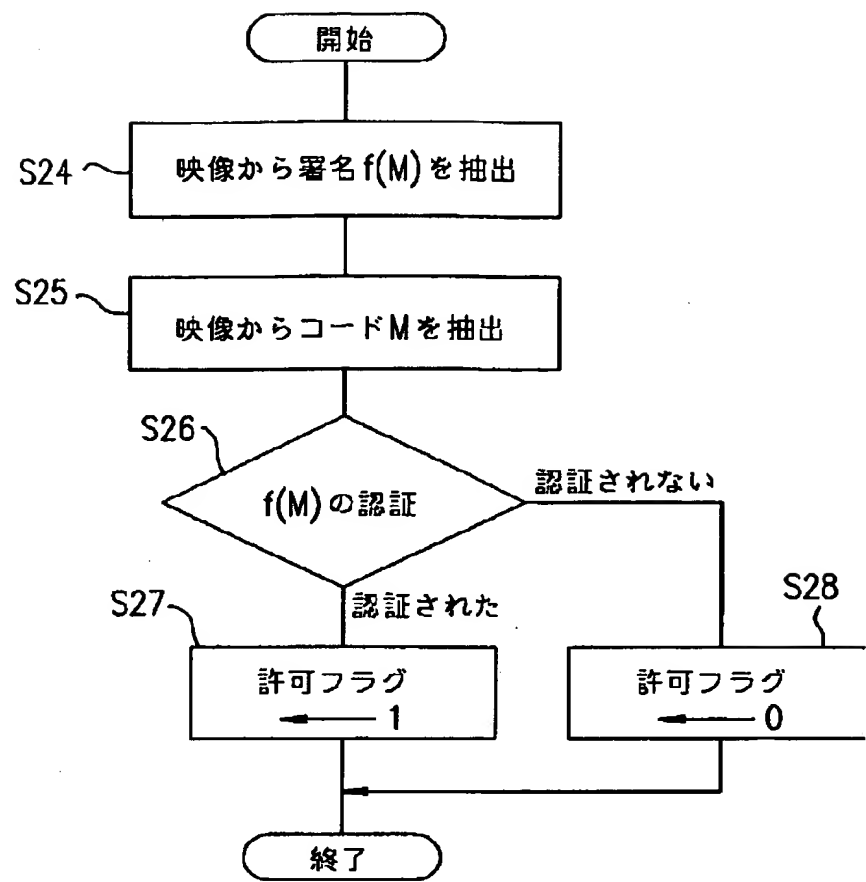 開始
S24
映像から署名f(M)を抽出
S25
映像からコードMを抽出
S26
f(M)の認証
認証されない
認証された
S27
許可フラグ
← 1
S28
許可フラグ
← 0
終了